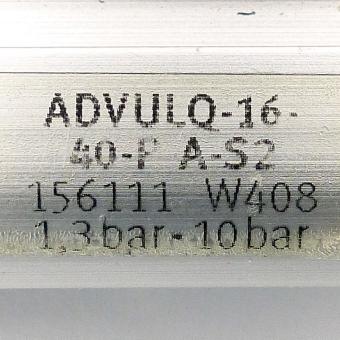 ADVULQ-16-
40-P A-S2
156111 W408
1,3bar-10bar